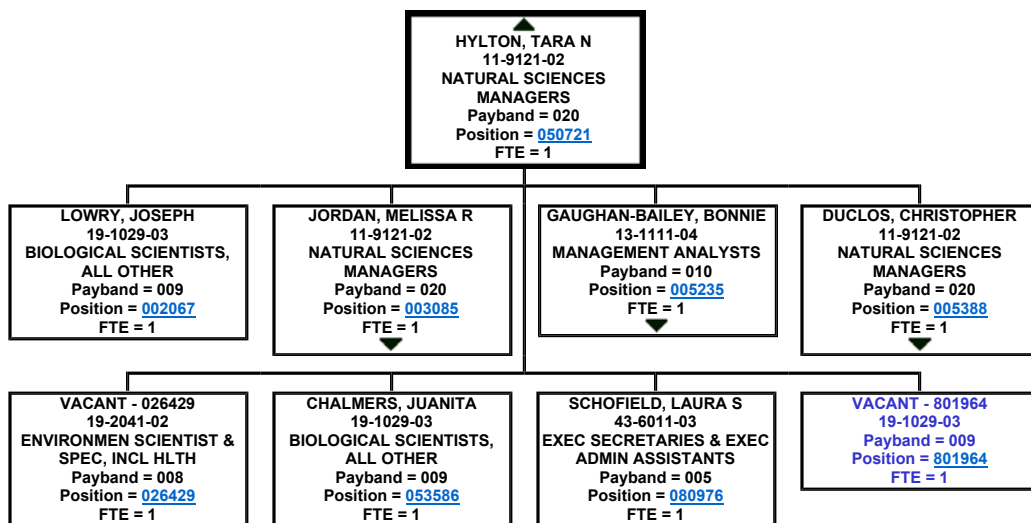 HYLTON, TARA N
11-9121-02
NATURAL SCIENCES
MANAGERS
Payband = 020
Position = 050721
FTE = 1
LOWRY, JOSEPH
19-1029-03
BIOLOGICAL SCIENTISTS,
ALL OTHER
Payband = 009
Position = 002067
FTE = 1
JORDAN, MELISSA R
11-9121-02
NATURAL SCIENCES
MANAGERS
Payband = 020
Position = 003085
FTE = 1
GAUGHAN-BAILEY, BONNIE
13-1111-04
MANAGEMENT ANALYSTS
Payband = 010
Position = 005235
FTE = 1
DUCLOS, CHRISTOPHER
11-9121-02
NATURAL SCIENCES
MANAGERS
Payband = 020
Position = 005388
FTE = 1
VACANT - 026429
19-2041-02
ENVIRONMEN SCIENTIST &
SPEC, INCL HLTH
Payband = 008
Position = 026429
FTE = 1
CHALMERS, JUANITA
19-1029-03
BIOLOGICAL SCIENTISTS,
ALL OTHER
Payband = 009
Position = 053586
FTE = 1
SCHOFIELD, LAURA S
43-6011-03
EXEC SECRETARIES & EXEC
ADMIN ASSISTANTS
Payband = 005
Position = 080976
FTE = 1
VACANT - 801964
19-1029-03
Payband = 009
Position = 801964
FTE = 1